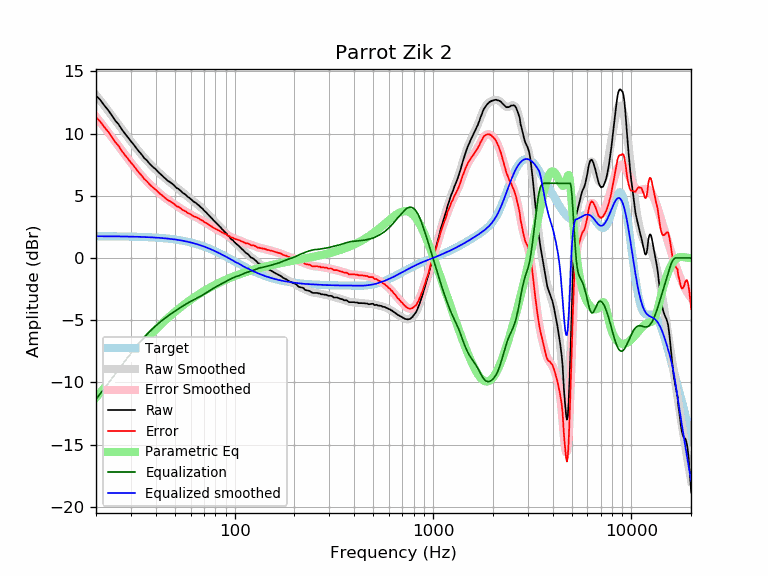 Parrot Zik 2
15
10
5
0
−5
−10
−15
−20
Amplitude (dBr)
Target
Raw Smoothed
Error Smoothed
Raw
Error
Parametric Eq
Equalization
Equalized smoothed
100
1000
10000
Frequency (Hz)